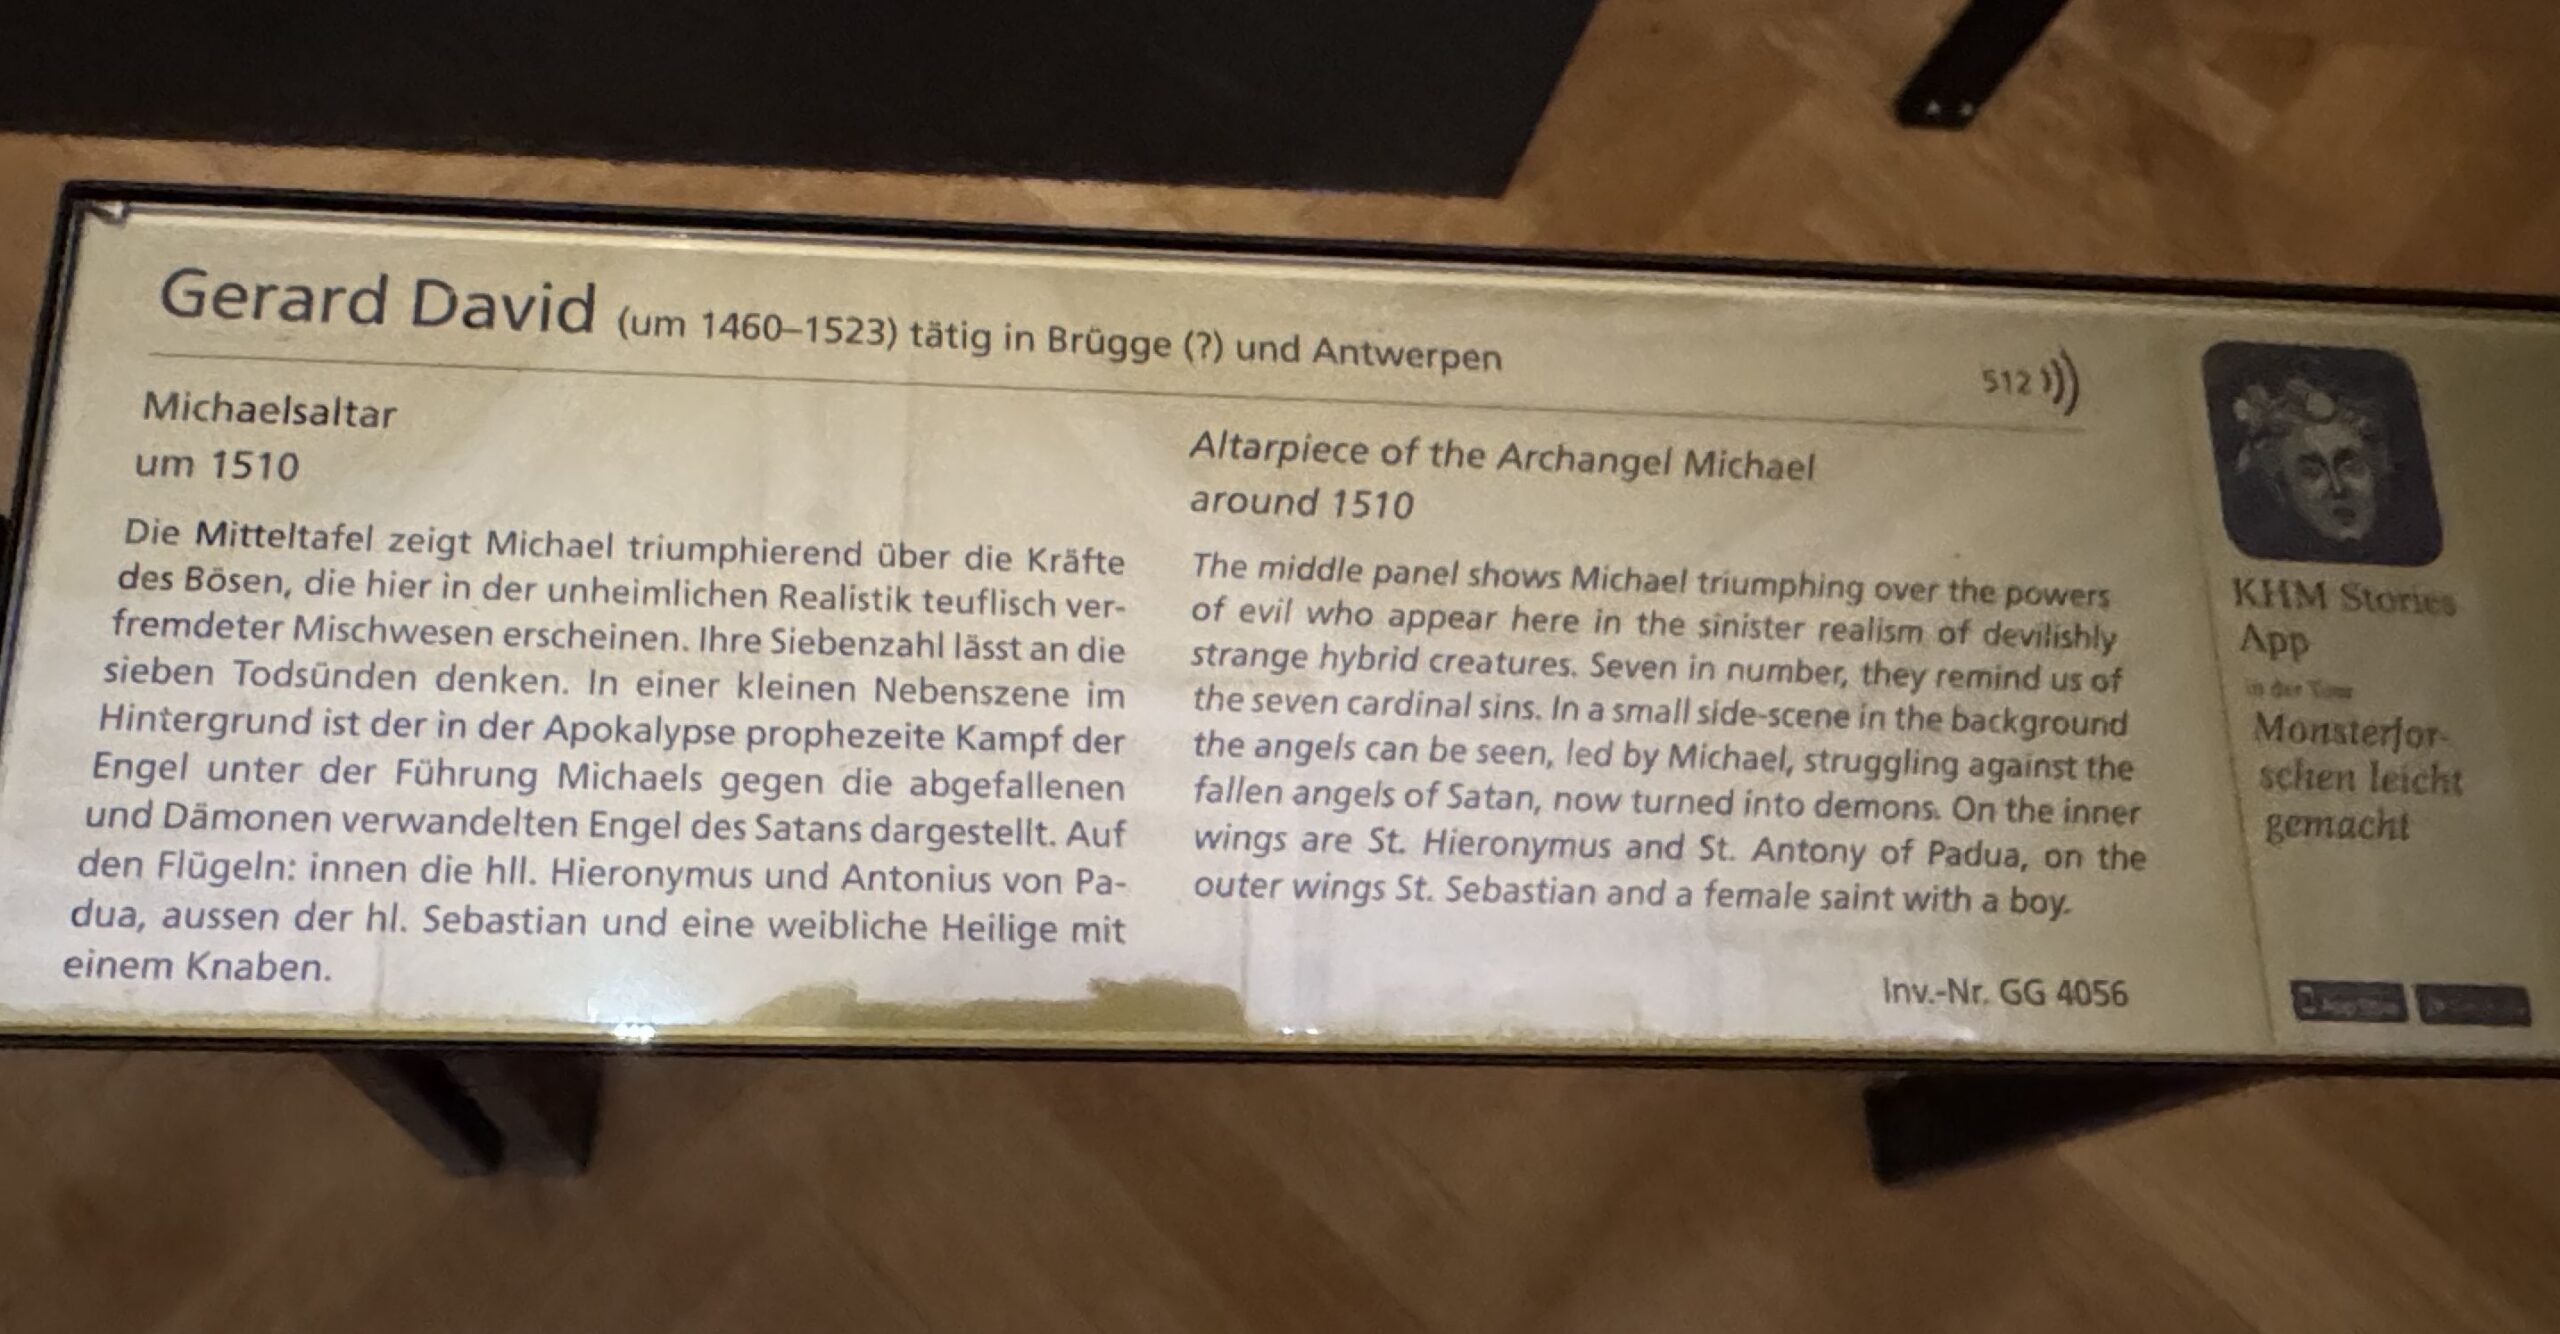 Gerard David (um 1460–1523) tätig in Brügge (?) und Antwerpen
512
Michaelsaltar
um 1510
Die Mitteltafel zeigt Michael triumphierend über die Kräfte
des Bösen, die hier in der unheimlichen Realistik teuflisch ver-
fremdeter Mischwesen erscheinen. Ihre Siebenzahl lässt an die
sieben Todsünden denken. In einer kleinen Nebenszene im
Hintergrund ist der in der Apokalypse prophezeite Kampf der
Engel unter der Führung Michaels gegen die abgefallenen
und Dämonen verwandelten Engel des Satans dargestellt. Auf
den Flügeln: innen die hll. Hieronymus und Antonius von Pa-
dua, aussen der hl. Sebastian und eine weibliche Heilige mit
einem Knaben.
Altarpiece of the Archangel Michael
around 1510
The middle panel shows Michael triumphing over the powers
of evil who appear here in the sinister realism of devilishly
strange hybrid creatures. Seven in number, they remind us of
the seven cardinal sins. In a small side-scene in the background
the angels can be seen, led by Michael, struggling against the
fallen angels of Satan, now turned into demons. On the inner
wings are St. Hieronymus and St. Antony of Padua, on the
outer wings St. Sebastian and a female saint with a boy.
Inv.-Nr. GG 4056
KHM Stories
App
in der Tour
Monsterfor-
schen leicht
gemacht